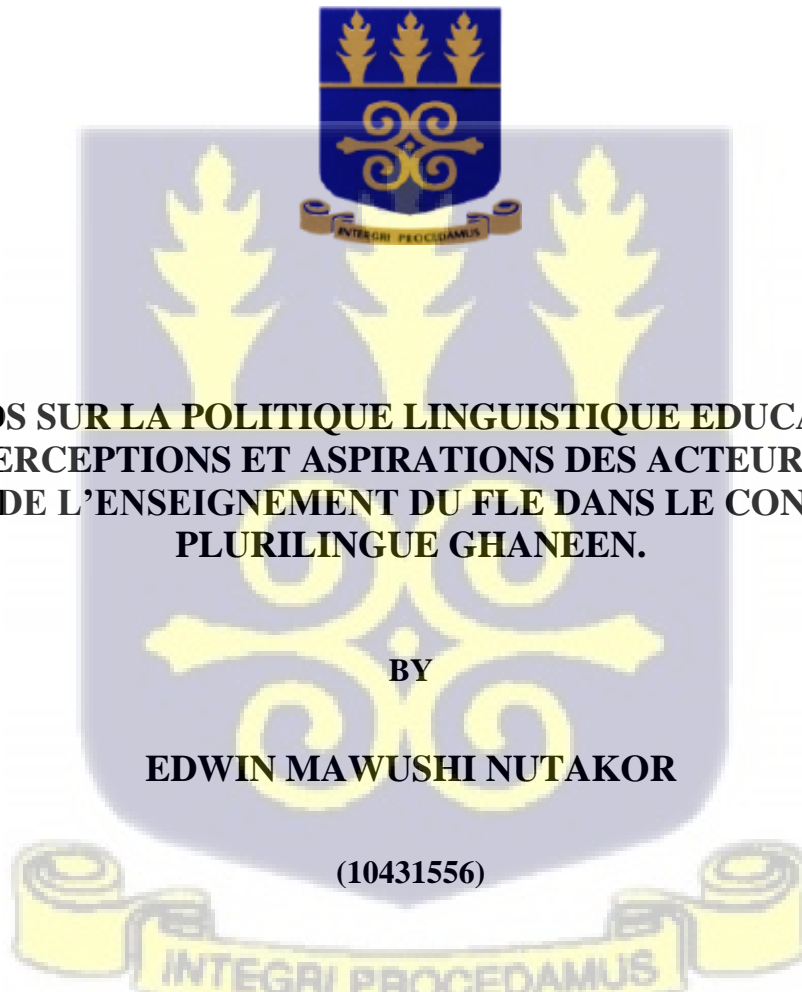 INTERGRI PROCEDAMUS
SUR LA POLITIQUE LINGUISTIQUE
ET ASPIRATIONS DES
DE L’ENSEIGNEMENT DU FLE DANS LE
PLURILINGUE GHANEEN.
BY
EDWIN MAWUSHI NUTAKOR
(10431556)
INTEGRI PROCEDAMUS